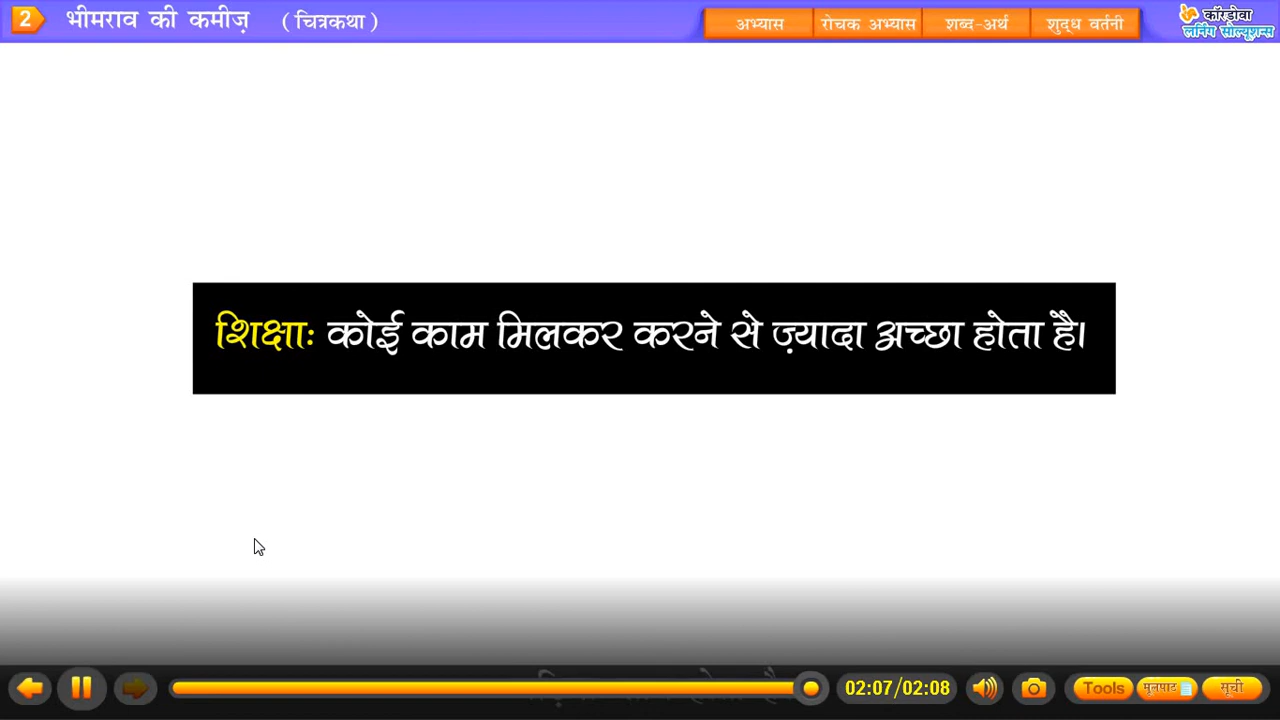 2 भीमराव की कमीज़ (चित्रकथा)
अभ्यास रोचक अभ्यास शब्द-अर्थ शुद्ध वर्तनी
कॉरडोवा
लर्निंग सोल्यूशन्स
शिक्षाः कोई काम मिलकर करने से ज़्यादा अच्छा होता है।
02:07/02:08 Tools मूलपाठ सूची